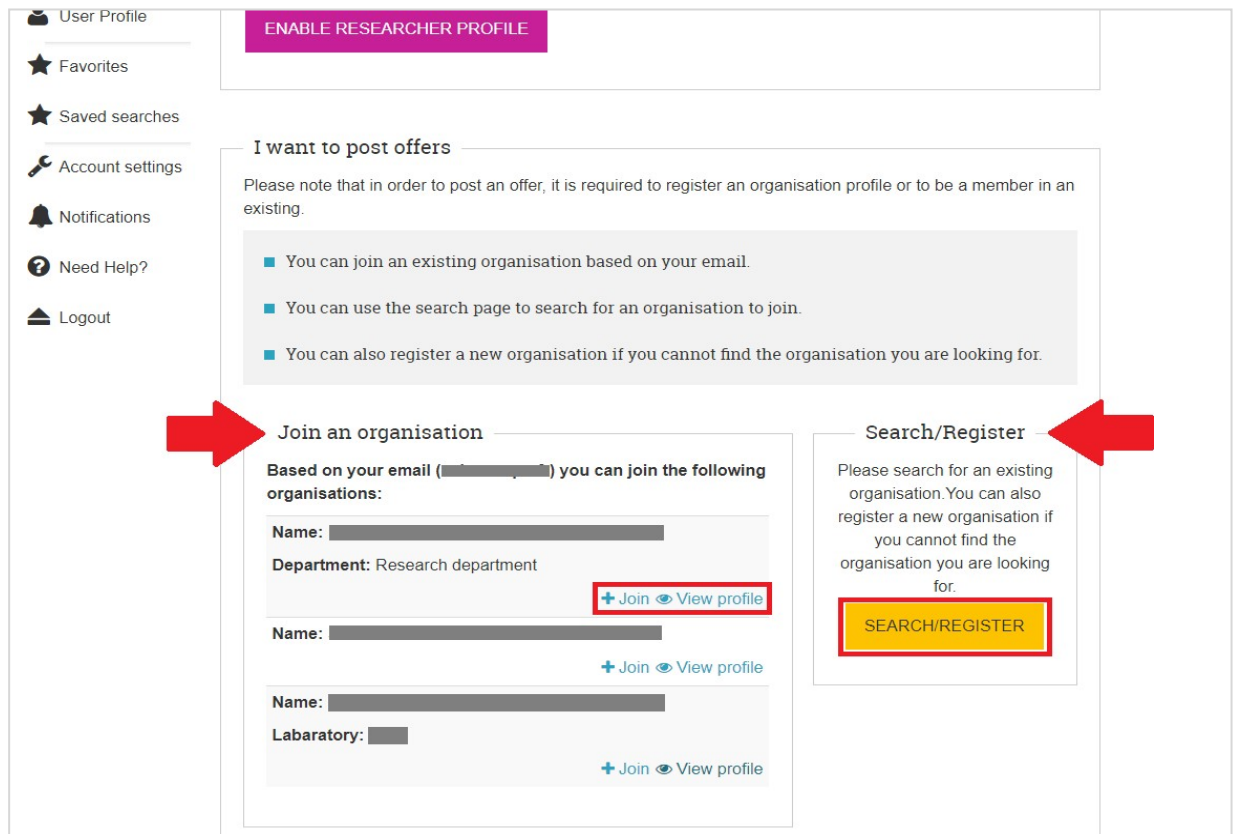 User Profile
Favorites
Saved searches
Account settings
Notifications
Need Help?
Logout
ENABLE RESEARCHER PROFILE
I want to post offers
Please note that in order to post an offer, it is required to register an organisation profile or to be a member in an
existing.
You can join an existing organisation based on your email.
You can use the search page to search for an organisation to join.
You can also register a new organisation if you cannot find the organisation you are looking for.
Join an organisation
Based on your email ( ) you can join the following
organisations:
Name:
Department: Research department
Join View profile
Name:
Join View profile
Name:
Labaratory:
Join View profile
Search/Register
Please search for an existing
organisation.You can also
register a new organisation if
you cannot find the
organisation you are looking
for.
SEARCH/REGISTER